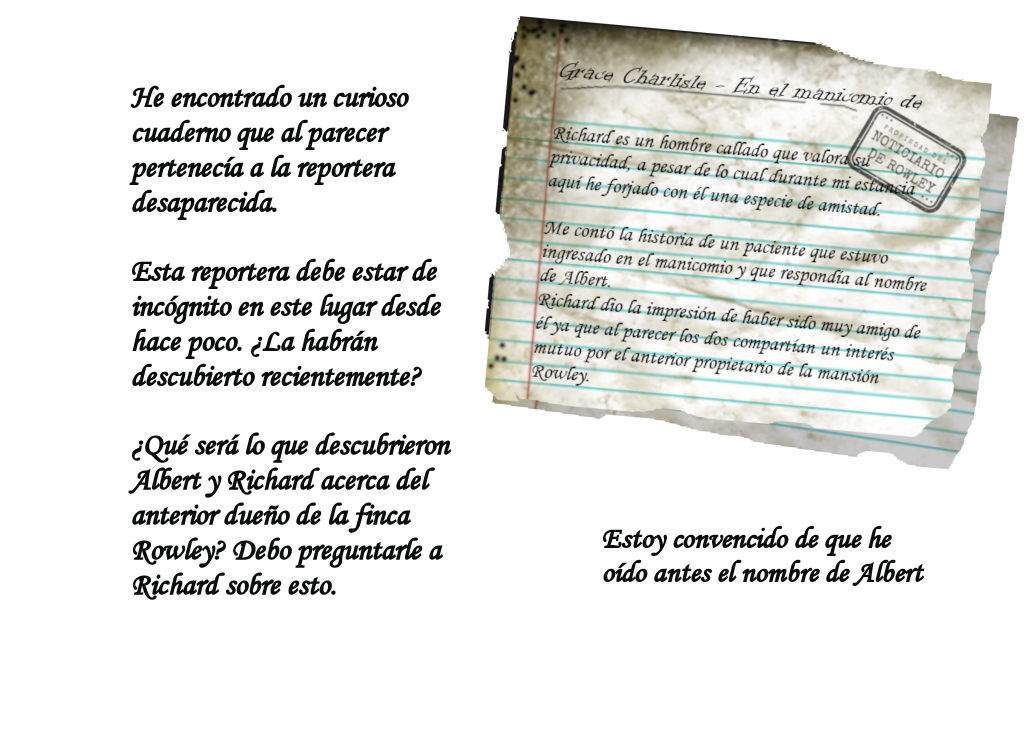 He encontrado un curioso
cuaderno que al parecer
pertenecía a la reportera
desaparecida.
Esta reportera debe estar de
incógnito en este lugar desde
hace poco. ¿La habrán
descubierto recientemente?
¿Qué será lo que descubrieron
Albert y Richard acerca del
anterior dueño de la finca
Rowley? Debo preguntarle a
Richard sobre esto.
Grace Charlisle - En el manicomio de
PROPIEDAD DEL
NOTICIARIO
DE ROWLEY
Richard es un hombre callado que valora su
privacidad, a pesar de lo cual durante mi estancia
aquí he forjado con él una especie de amistad.
Me contó la historia de un paciente que estuvo
ingresado en el manicomio y que respondía al nombre
de Albert.
Richard dio la impresión de haber sido muy amigo de
él ya que al parecer los dos compartían un interés
mutuo por el anterior propietario de la mansión
Rowley.
Estoy convencido de que he
oído antes el nombre de Albert